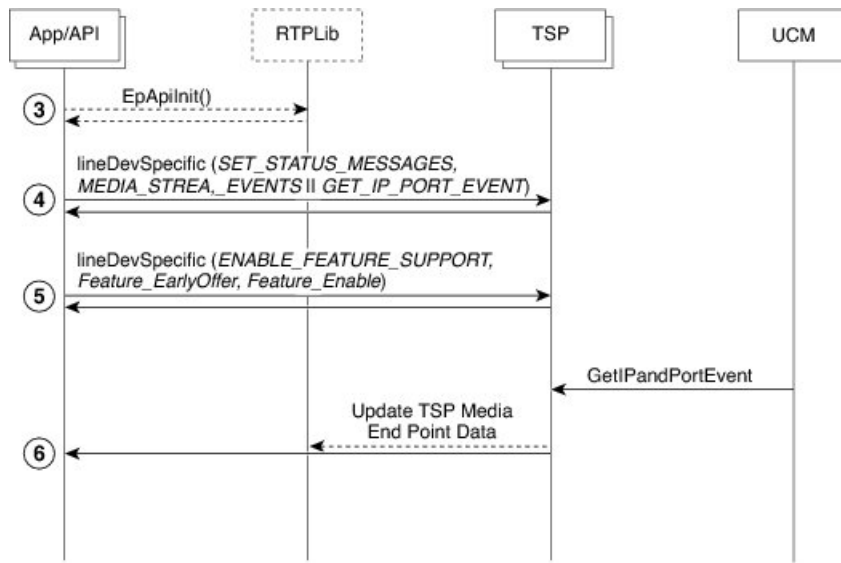 App/API
RTPLib
TSP
UCM
EpApiInit()
3
lineDevSpecific (SET_STATUS_MESSAGES,
MEDIA_STREA,_EVENTS II GET_IP_PORT_EVENT)
4
lineDevSpecific (ENABLE_FEATURE_SUPPORT,
Feature_EarlyOffer, Feature_Enable)
5
GetIPandPortEvent
Update TSP Media
End Point Data
6